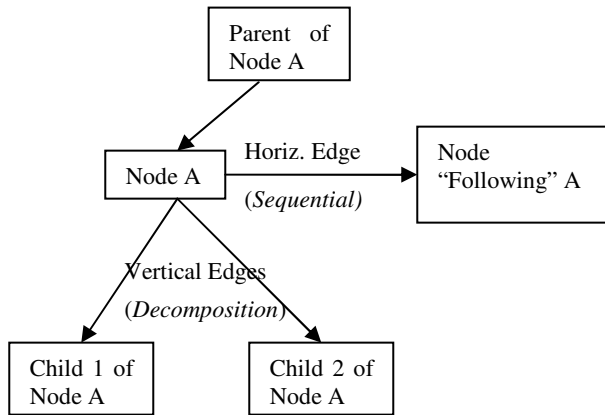 Parent of
Node A
Horiz. Edge
Node A
(Sequential)
Node
“Following” A
Vertical Edges
(Decomposition)
Child 1 of
Node A
Child 2 of
Node A